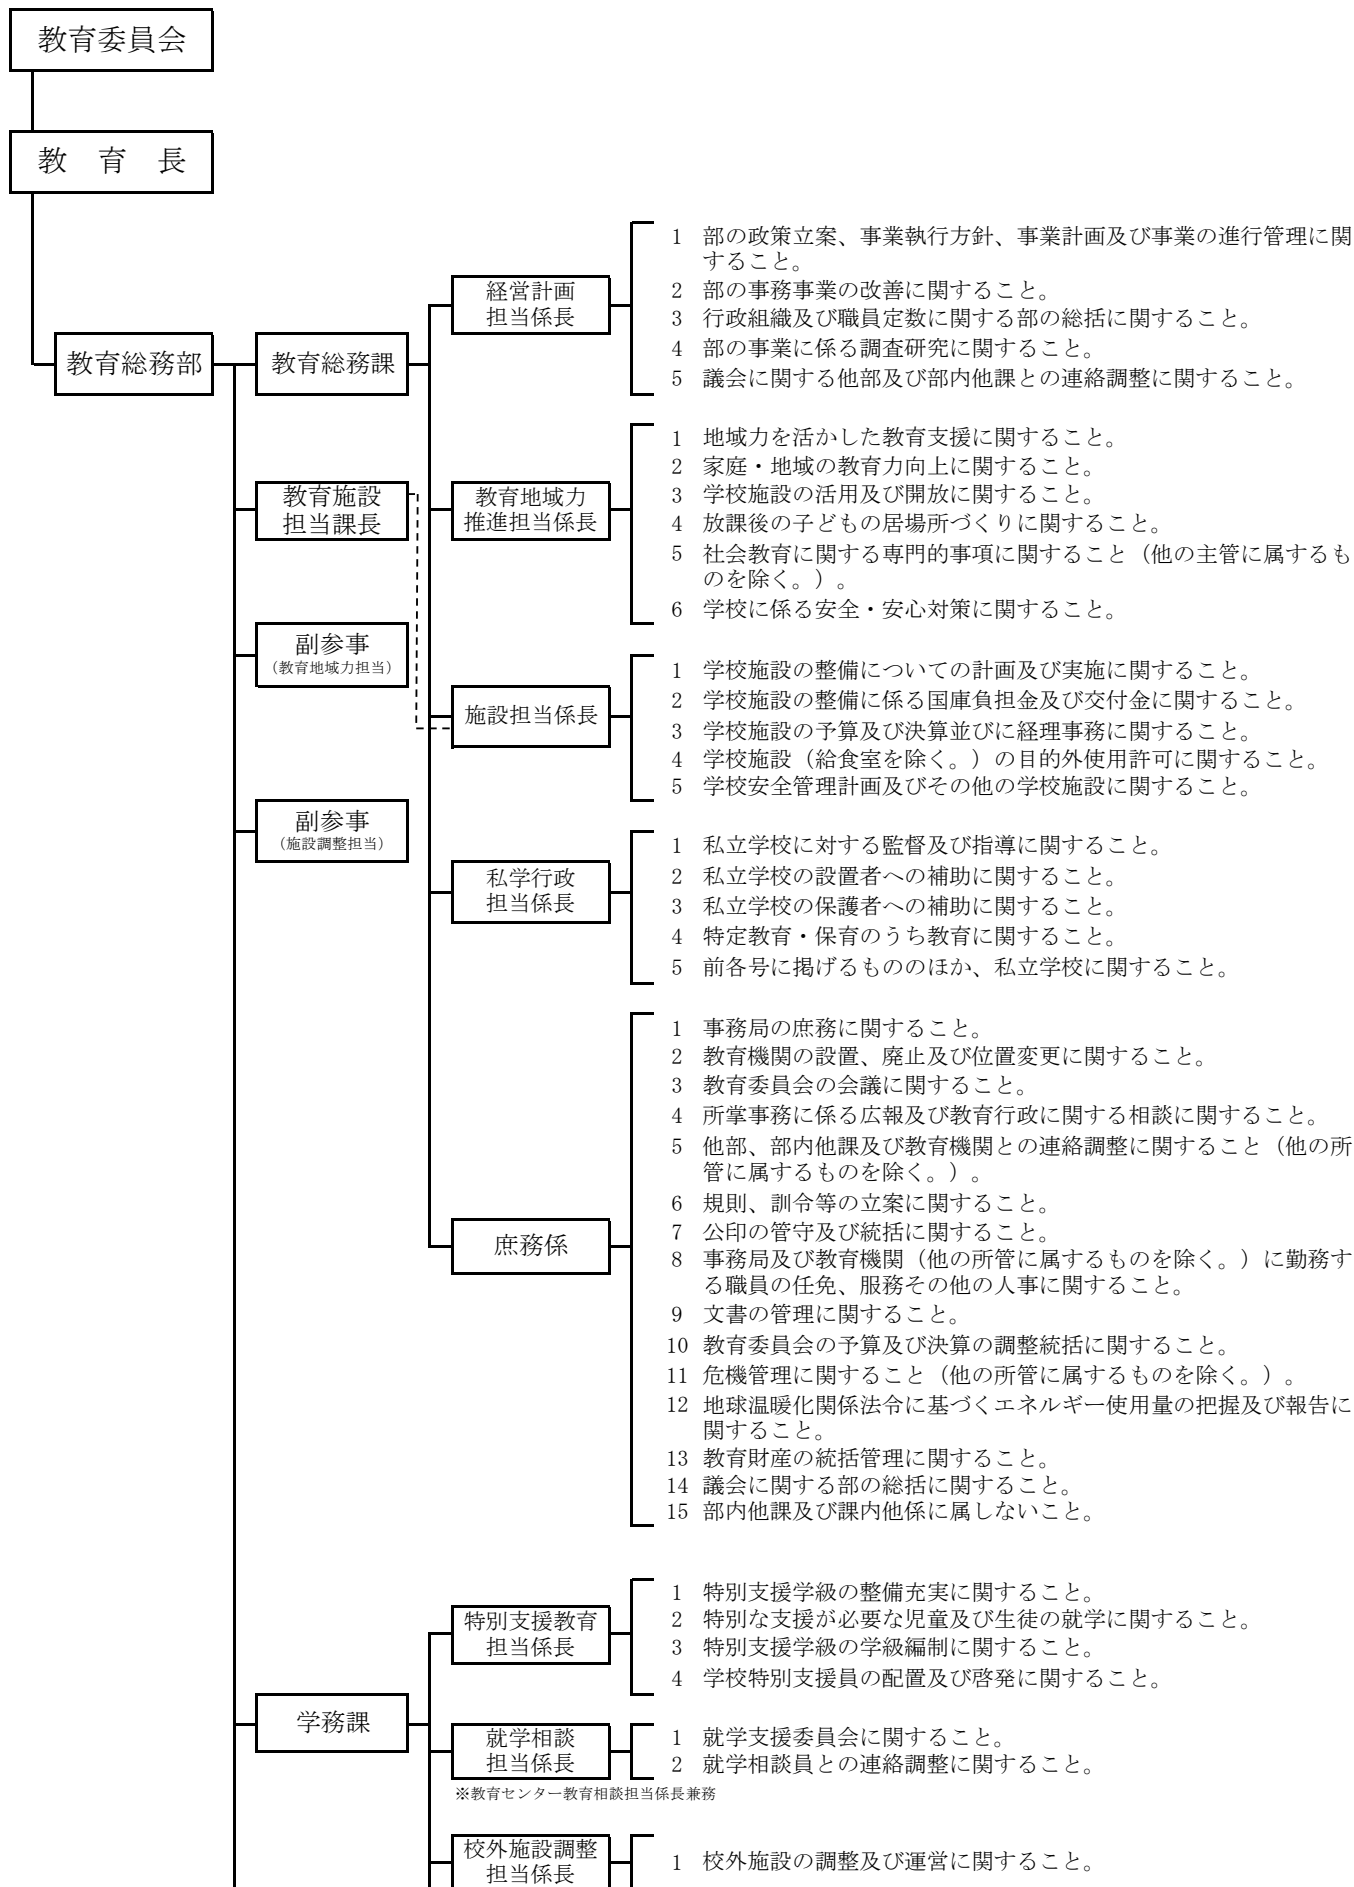 教育委員会
教　育　長
教育総務部
教育総務課
経営計画
担当係長
1 部の政策立案、事業執行方針、事業計画及び事業の進行管理に関
すること。
2 部の事務事業の改善に関すること。
3 行政組織及び職員定数に関する部の総括に関すること。
4 部の事業に係る調査研究に関すること。
5 議会に関する他部及び部内他課との連絡調整に関すること。
教育施設
担当課長
教育地域力
推進担当係長
1 地域力を活かした教育支援に関すること。
2 家庭・地域の教育力向上に関すること。
3 学校施設の活用及び開放に関すること。
4 放課後の子どもの居場所づくりに関すること。
5 社会教育に関する専門的事項に関すること（他の主管に属するも
のを除く。）。
6 学校に係る安全・安心対策に関すること。
副参事
（教育地域力担当）
施設担当係長
1 学校施設の整備についての計画及び実施に関すること。
2 学校施設の整備に係る国庫負担金及び交付金に関すること。
3 学校施設の予算及び決算並びに経理事務に関すること。
4 学校施設（給食室を除く。）の目的外使用許可に関すること。
5 学校安全管理計画及びその他の学校施設に関すること。
副参事
（施設調整担当）
私学行政
担当係長
1 私立学校に対する監督及び指導に関すること。
2 私立学校の設置者への補助に関すること。
3 私立学校の保護者への補助に関すること。
4 特定教育・保育のうち教育に関すること。
5 前各号に掲げるもののほか、私立学校に関すること。
庶務係
1 事務局の庶務に関すること。
2 教育機関の設置、廃止及び位置変更に関すること。
3 教育委員会の会議に関すること。
4 所掌事務に係る広報及び教育行政に関する相談に関すること。
5 他部、部内他課及び教育機関との連絡調整に関すること（他の所
管に属するものを除く。）。
6 規則、訓令等の立案に関すること。
7 公印の管守及び統括に関すること。
8 事務局及び教育機関（他の所管に属するものを除く。）に勤務す
る職員の任免、服務その他の人事に関すること。
9 文書の管理に関すること。
10 教育委員会の予算及び決算の調整統括に関すること。
11 危機管理に関すること（他の所管に属するものを除く。）。
12 地球温暖化関係法令に基づくエネルギー使用量の把握及び報告に
関すること。
13 教育財産の統括管理に関すること。
14 議会に関する部の総括に関すること。
15 部内他課及び課内他係に属しないこと。
学務課
特別支援教育
担当係長
1 特別支援学級の整備充実に関すること。
2 特別な支援が必要な児童及び生徒の就学に関すること。
3 特別支援学級の学級編制に関すること。
4 学校特別支援員の配置及び啓発に関すること。
就学相談
担当係長
1 就学支援委員会に関すること。
2 就学相談員との連絡調整に関すること。
※教育センター教育相談担当係長兼務
校外施設調整
担当係長
1 校外施設の調整及び運営に関すること。